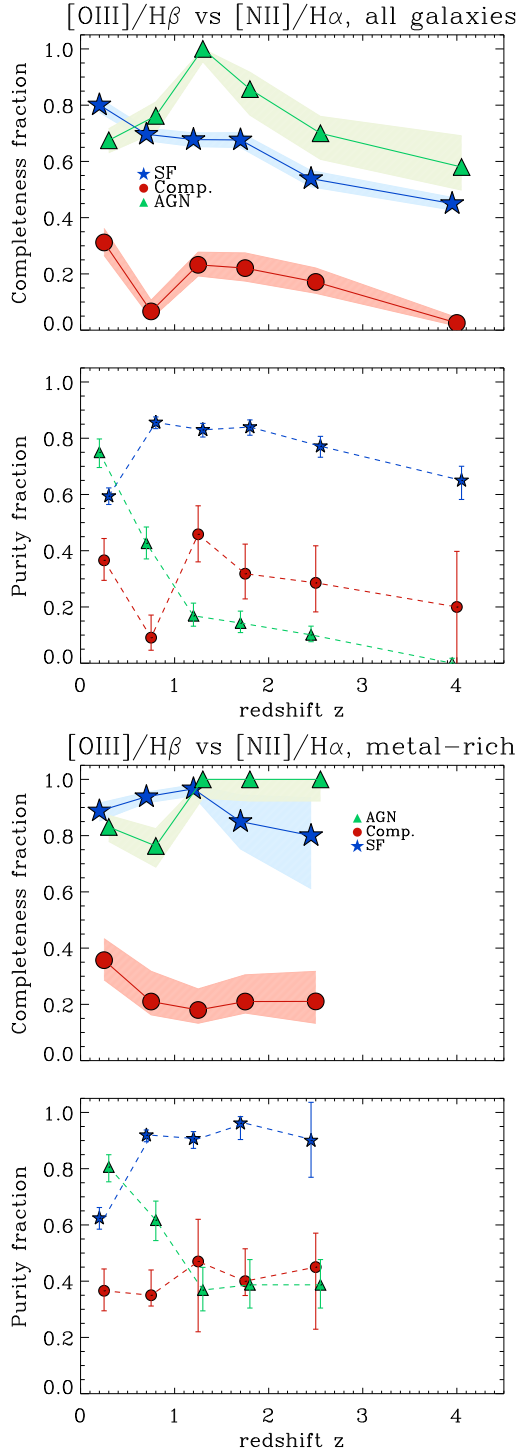 [OIII]/Hβ vs [NII]/Hα, all galaxies
Completeness fraction
1.0
0.8
0.6
0.4
0.2
0.0
SF
Comp.
AGN
Purity fraction
1.0
0.8
0.6
0.4
0.2
0.0
0 1 2 3 4
redshift z
[OIII]/Hβ vs [NII]/Hα, metal-rich
Completeness fraction
1.0
0.8
0.6
0.4
0.2
0.0
AGN
Comp.
SF
Purity fraction
1.0
0.8
0.6
0.4
0.2
0.0
0 1 2 3 4
redshift z